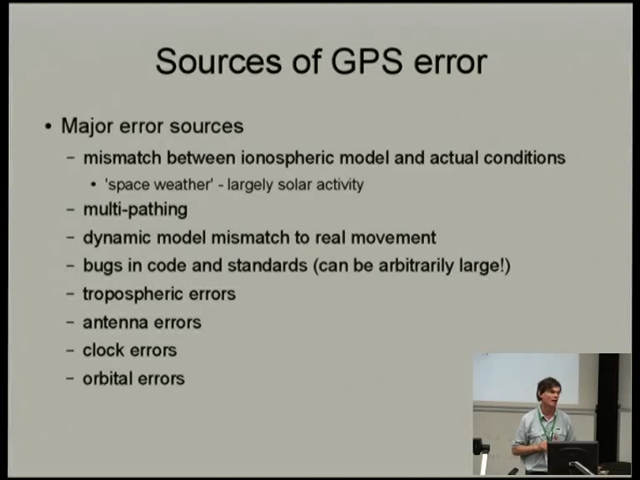 Sources of GPS error
• Major error sources
– mismatch between ionospheric model and actual conditions
• 'space weather' - largely solar activity
– multi-pathing
– dynamic model mismatch to real movement
– bugs in code and standards (can be arbitrarily large!)
– tropospheric errors
– antenna errors
– clock errors
– orbital errors